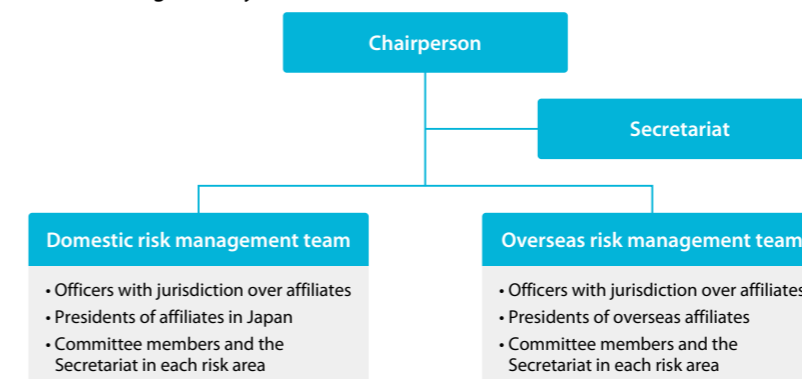 Chairperson
Secretariat
Domestic risk management team
• Officers with jurisdiction over affiliates
• Presidents of affiliates in Japan
• Committee members and the
Secretariat in each risk area
Overseas risk management team
• Officers with jurisdiction over affiliates
• Presidents of overseas affiliates
• Committee members and the
Secretariat in each risk area